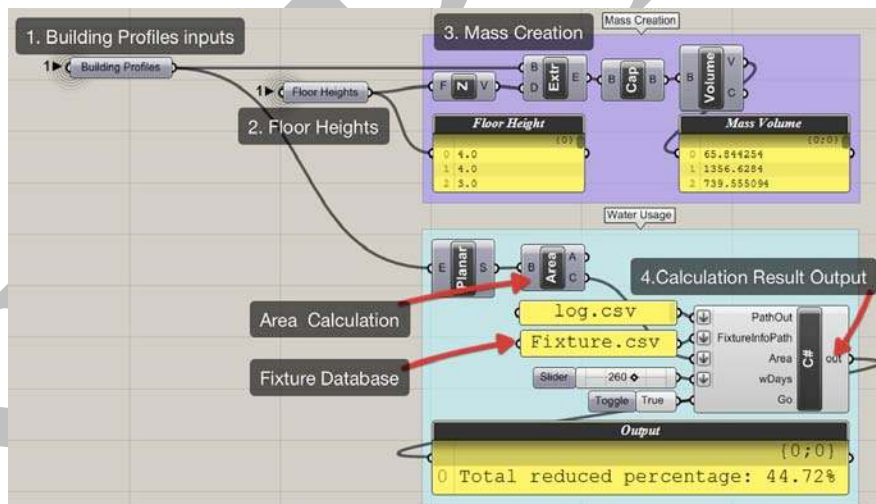 Mass Creation
1. Building Profiles inputs
3. Mass Creation
1 Building Profiles
1 Floor Heights
2. Floor Heights
F N V
B D Extr E
B Cap B
B Volume V C
Floor Height
{0}
0 4.0
1 4.0
2 3.0
Mass Volume
{0;0}
0 65.844254
1 1356.6284
2 739.555094
Water Usage
E Planar S
B Area A C
4.Calculation Result Output
Area Calculation
log.csv
Fixture.csv
Fixture Database
PathOut
FixtureInfoPath
Area
wDays
Go
C#
out
Slider 260
Toggle True
Output
{0;0}
0 Total reduced percentage: 44.72%